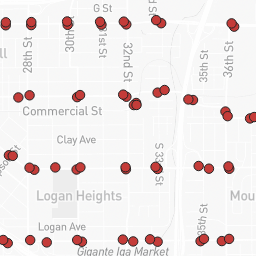 G St
28th St
30th St
31st St
32nd St
35th St
36th St
Commercial St
Clay Ave
S 33
Logan Heights
Mou
35th St
Logan Ave
Gigante Iga Market